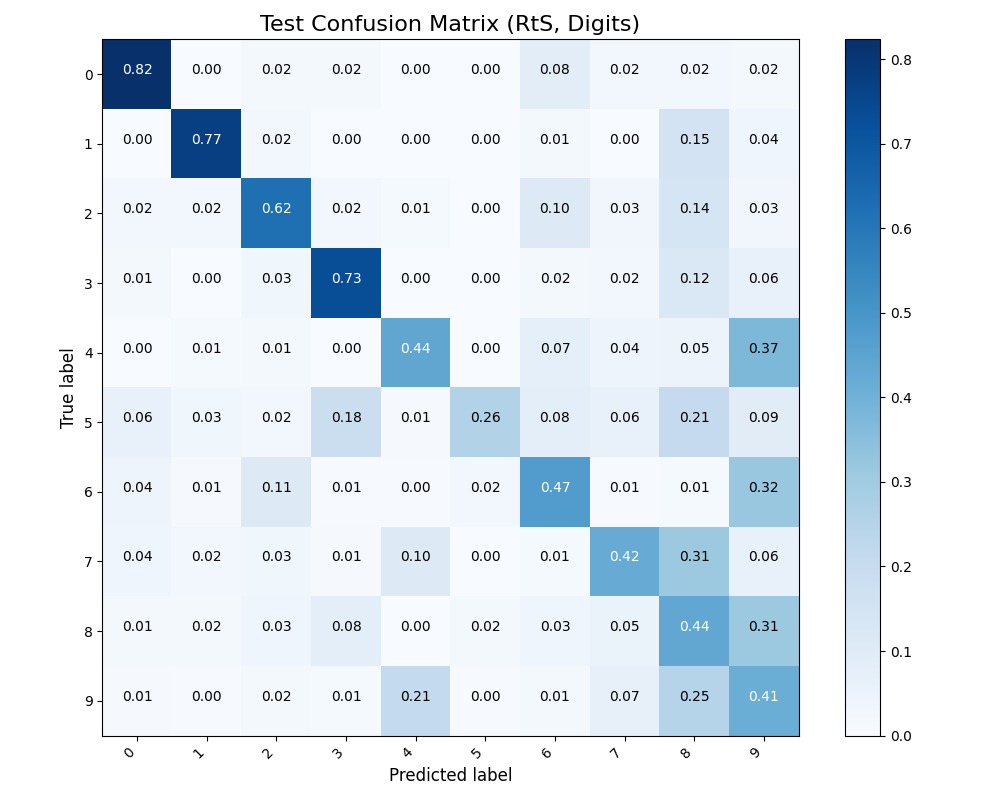 Test Confusion Matrix (RtS, Digits)
0 0.82 0.00 0.02 0.02 0.00 0.00 0.08 0.02 0.02 0.02
1 0.00 0.77 0.02 0.00 0.00 0.00 0.01 0.00 0.15 0.04
2 0.02 0.02 0.62 0.02 0.01 0.00 0.10 0.03 0.14 0.03
3 0.01 0.00 0.03 0.73 0.00 0.00 0.02 0.02 0.12 0.06
4 0.00 0.01 0.01 0.00 0.44 0.00 0.07 0.04 0.05 0.37
5 0.06 0.03 0.02 0.18 0.01 0.26 0.08 0.06 0.21 0.09
6 0.04 0.01 0.11 0.01 0.00 0.02 0.47 0.01 0.01 0.32
7 0.04 0.02 0.03 0.01 0.10 0.00 0.01 0.42 0.31 0.06
8 0.01 0.02 0.03 0.08 0.00 0.02 0.03 0.05 0.44 0.31
9 0.01 0.00 0.02 0.01 0.21 0.00 0.01 0.07 0.25 0.41
0 1 2 3 4 5 6 7 8 9
Predicted label
True label
0.8
0.7
0.6
0.5
0.4
0.3
0.2
0.1
0.0